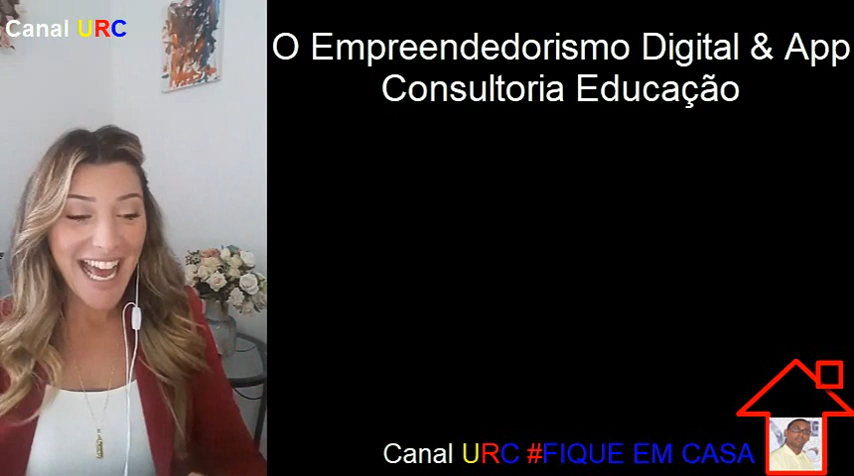 Canal URC
O Empreendedorismo Digital & App
Consultoria Educação
Canal URC #FIQUE EM CASA